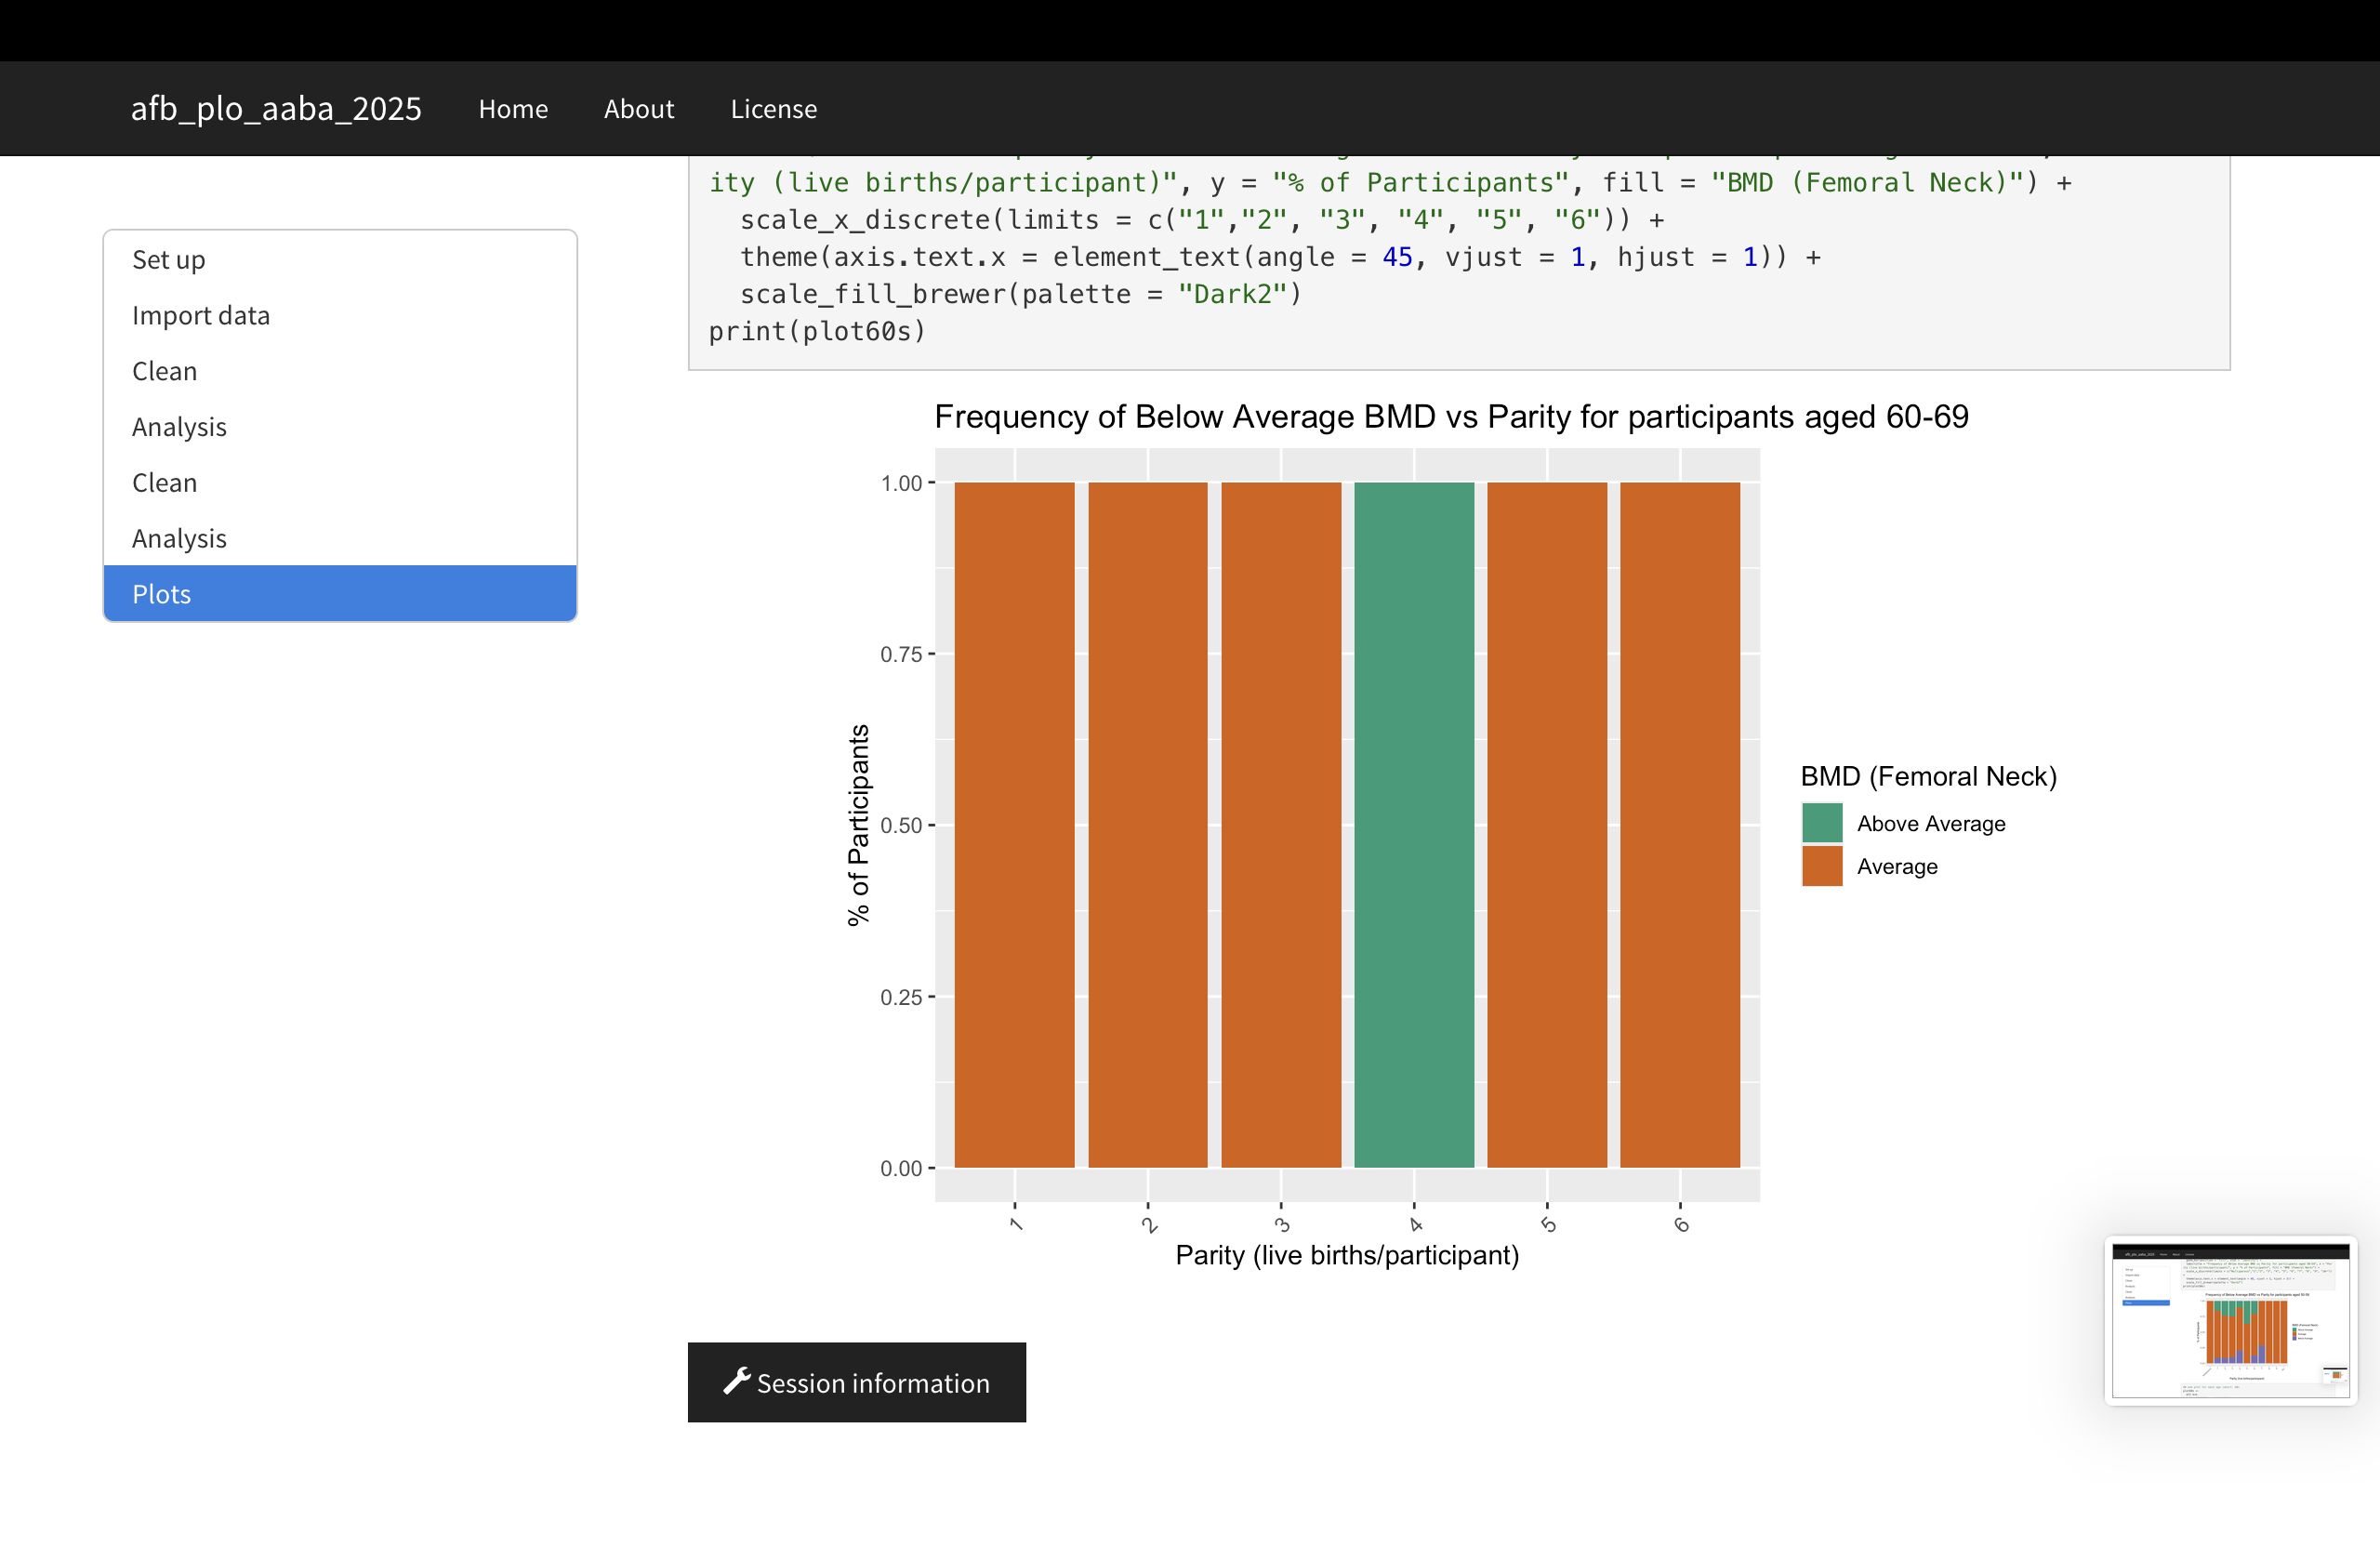 afb_plo_aaba_2025 Home About License
ity (live births/participant)", y = "% of Participants", fill = "BMD (Femoral Neck)") +
scale_x_discrete(limits = c("1","2", "3", "4", "5", "6")) +
theme(axis.text.x = element_text(angle = 45, vjust = 1, hjust = 1)) +
scale_fill_brewer(palette = "Dark2")
print(plot60s)
Set up
Import data
Clean
Analysis
Clean
Analysis
Plots
Frequency of Below Average BMD vs Parity for participants aged 60-69
1.00
0.75
0.50
0.25
0.00
% of Participants
1 2 3 4 5 6
Parity (live births/participant)
BMD (Femoral Neck)
Above Average
Average
Session information